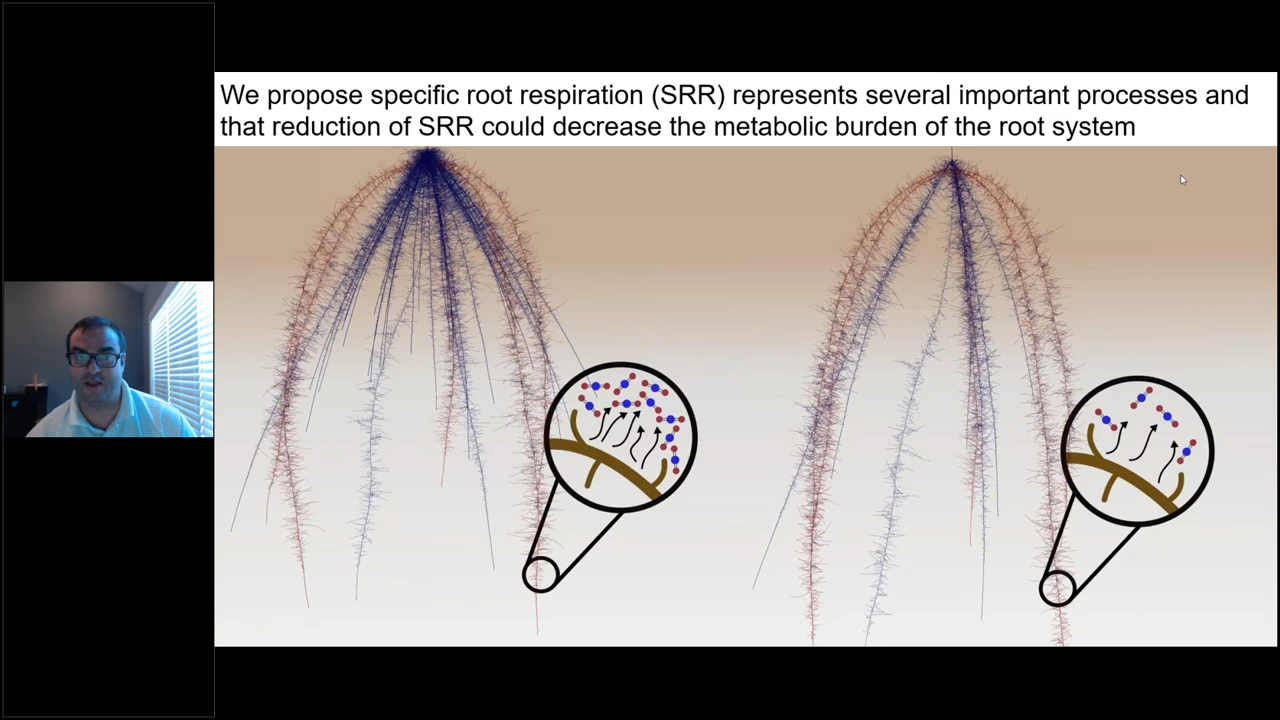 We propose specific root respiration (SRR) represents several important processes and
that reduction of SRR could decrease the metabolic burden of the root system